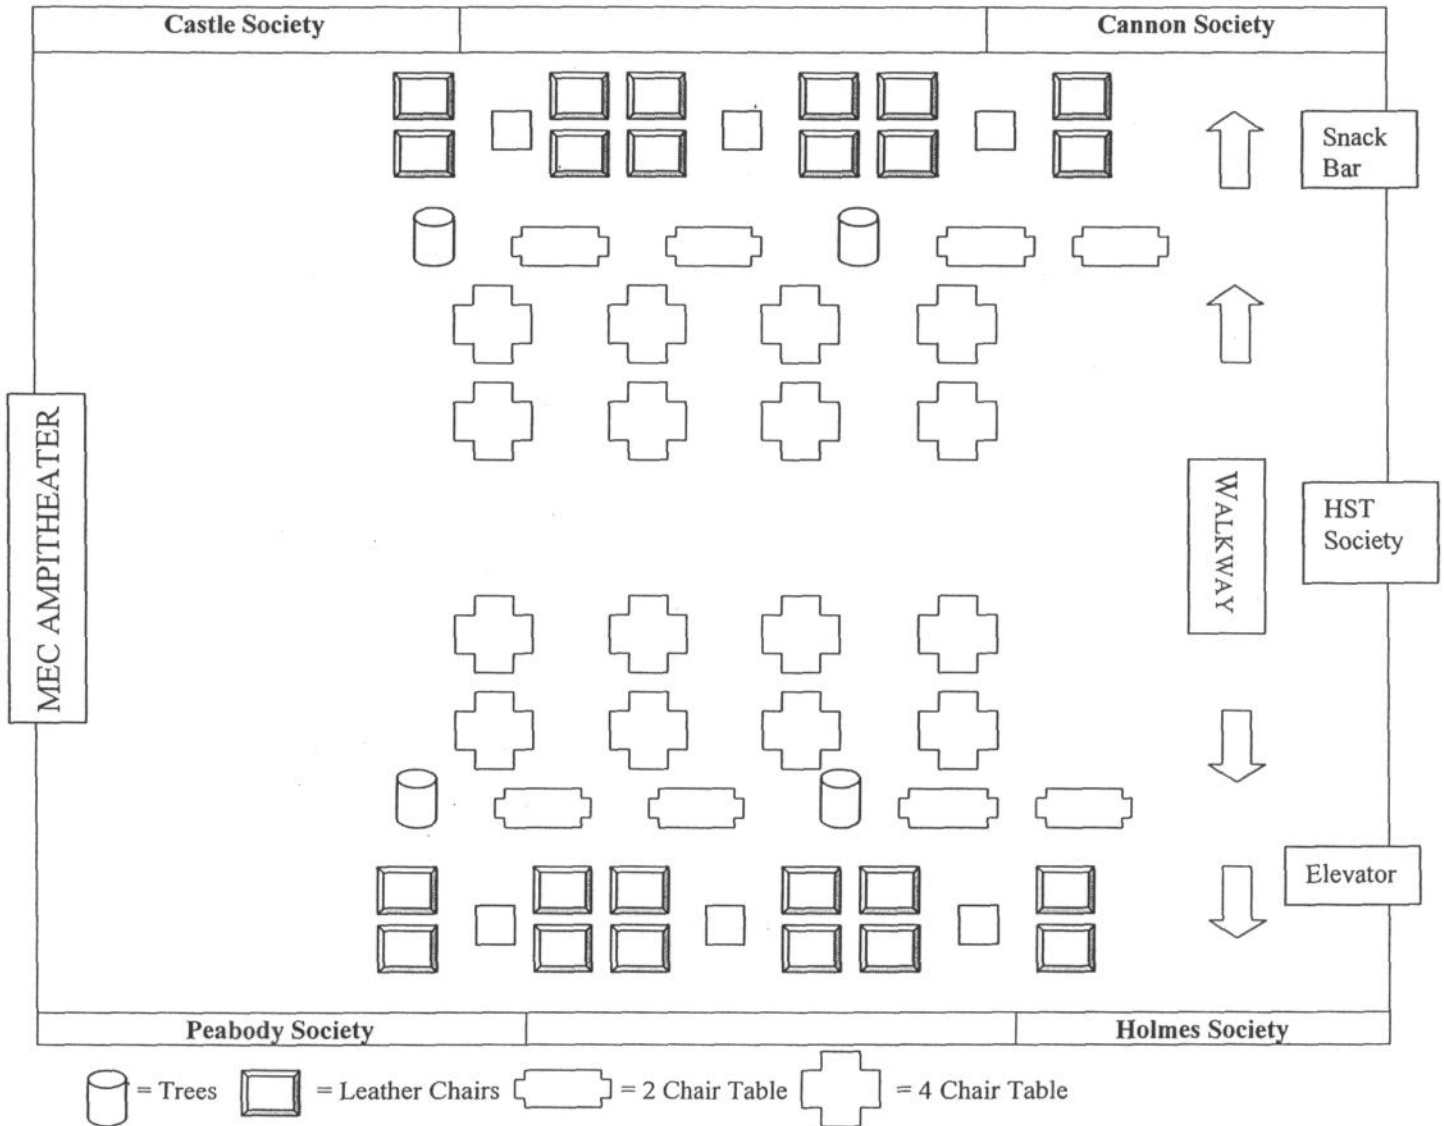 Castle Society
Cannon Society
Snack
Bar
MEC AMPITHEATER
WALKWAY
HST
Society
Elevator
Peabody Society
Holmes Society
= Trees
= Leather Chairs
= 2 Chair Table
= 4 Chair Table